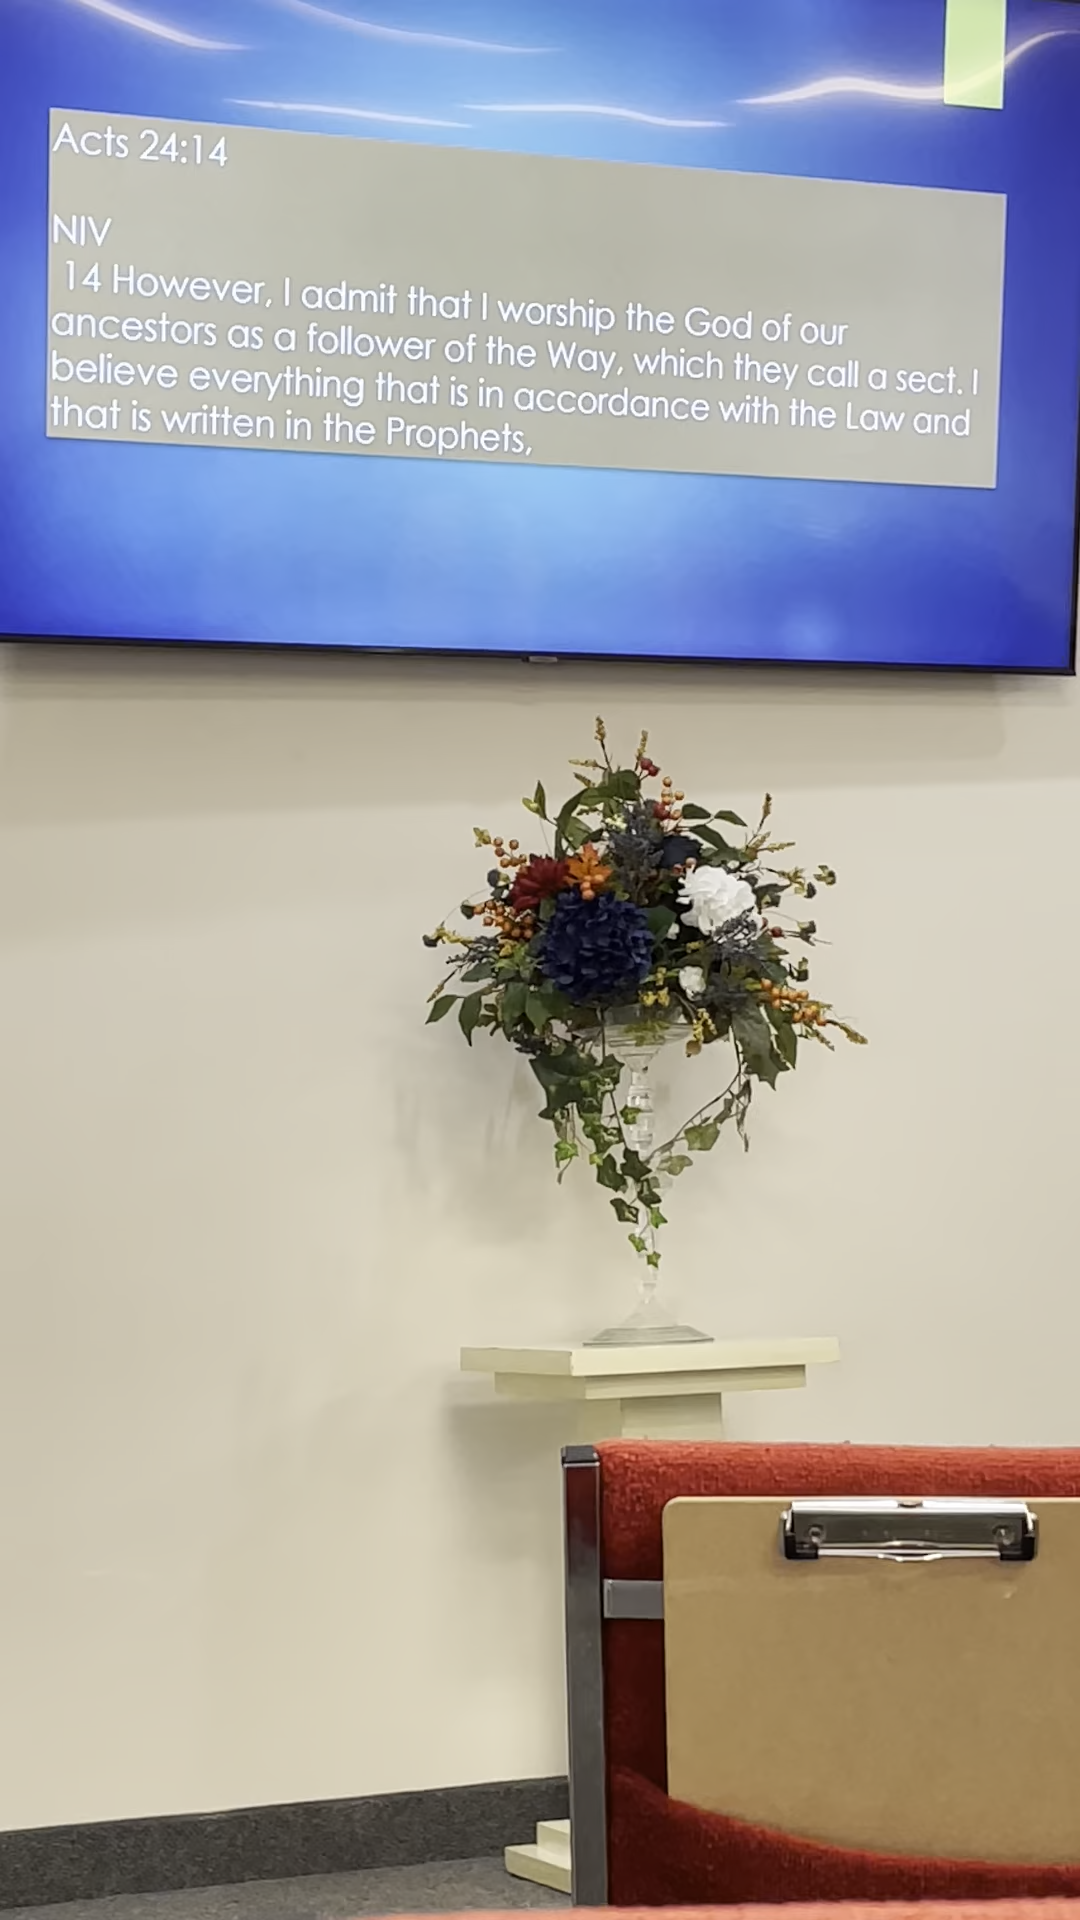 Acts 24:14
NIV
14 However, I admit that I worship the God of our
ancestors as a follower of the Way, which they call a sect. I
believe everything that is in accordance with the Law and
that is written in the Prophets,